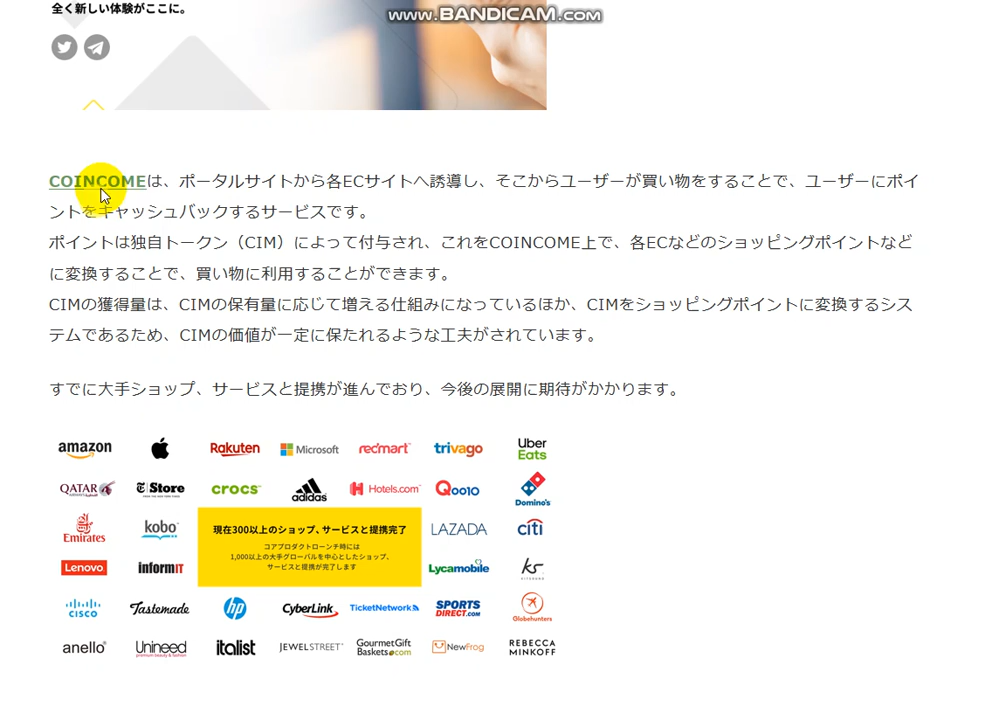 全く新しい体験がここに。
www.BANDICAM.com
COINCOMEは、ポータルサイトから各ECサイトへ誘導し、そこからユーザーが買い物をすることで、ユーザーにポイ
ントをキャッシュバックするサービスです。
ポイントは独自トークン（CIM）によって付与され、これをCOINCOME上で、各ECなどのショッピングポイントなど
に変換することで、買い物に利用することができます。
CIMの獲得量は、CIMの保有量に応じて増える仕組みになっているほか、CIMをショッピングポイントに変換するシス
テムであるため、CIMの価値が一定に保たれるような工夫がされています。
すでに大手ショップ、サービスと提携が進んでおり、今後の展開に期待がかかります。
amazon Rakuten Microsoft redmart trivago Uber Eats
QATAR Store crocs adidas Hotels.com Qoo10 Domino's
Emirates kobo LAZADA citi
現在300以上のショップ、サービスと提携完了
コアプロダクトローンチ時には
1,000以上の大手グローバルを中心としたショップ、
サービスと提携が完了します
Lenovo informIT Lycamobile ks
CISCO Tastemade hp CyberLink TicketNetwork SPORTS DIRECT.COM Globehunters
anello Unineed italist JEWELSTREET GourmetGift Baskets.com NewFrog REBECCA MINKOFF